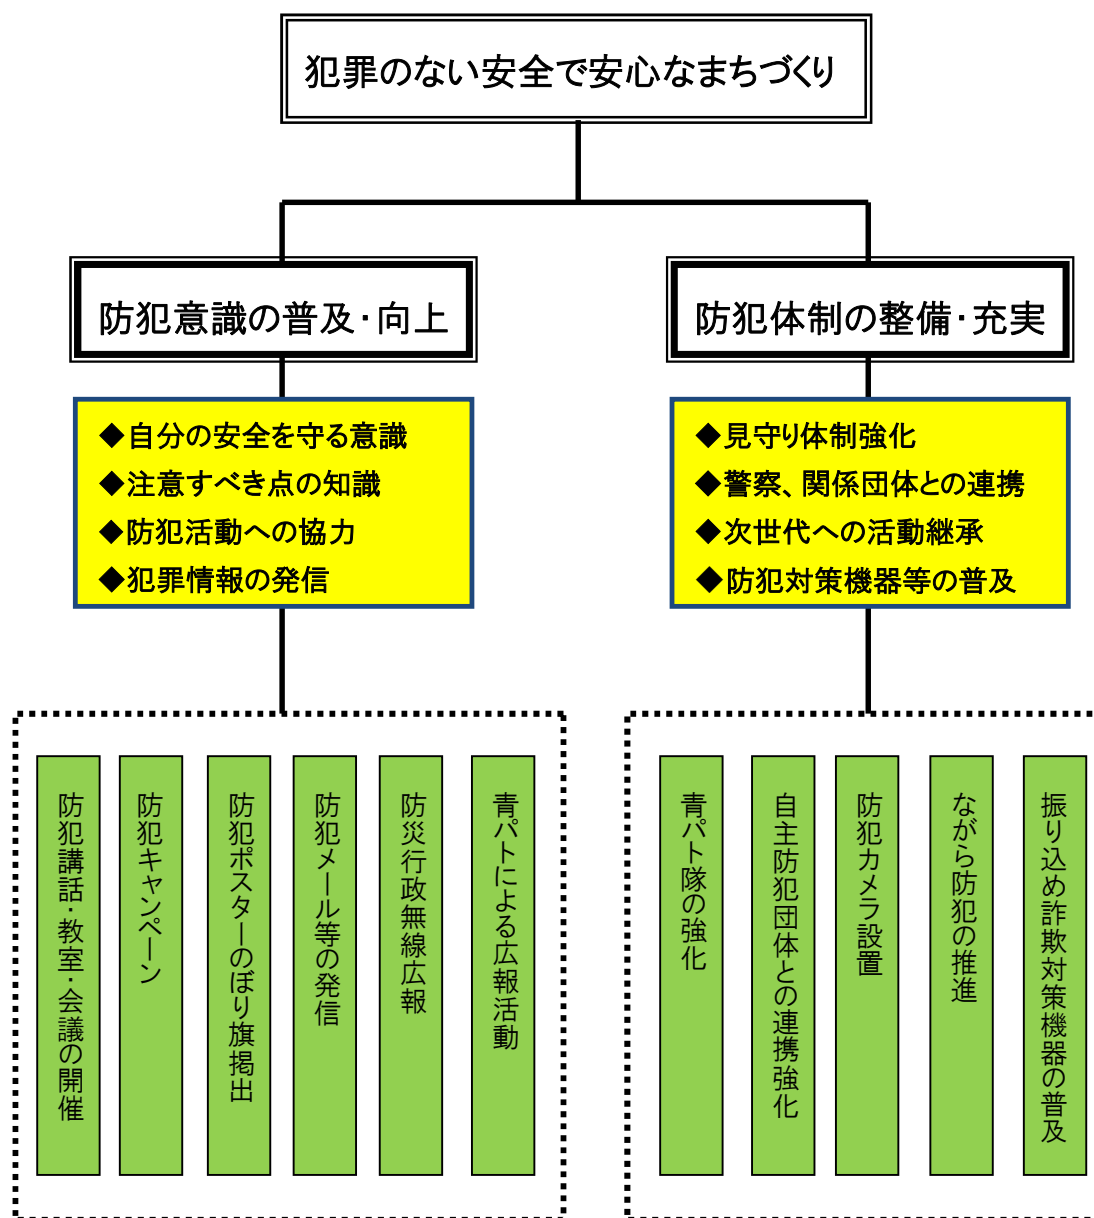 犯罪のない安全で安心なまちづくり
防犯意識の普及・向上
防犯体制の整備・充実
◆自分の安全を守る意識
◆注意すべき点の知識
◆防犯活動への協力
◆犯罪情報の発信
◆見守り体制強化
◆警察、関係団体との連携
◆次世代への活動継承
◆防犯対策機器等の普及
防犯講話・教室・会議の開催
防犯キャンペーン
防犯ポスターのぼり旗掲出
防犯メール等の発信
防災行政無線広報
青パトによる広報活動
青パト隊の強化
自主防犯団体との連携強化
防犯カメラ設置
ながら防犯の推進
振り込め詐欺対策機器の普及